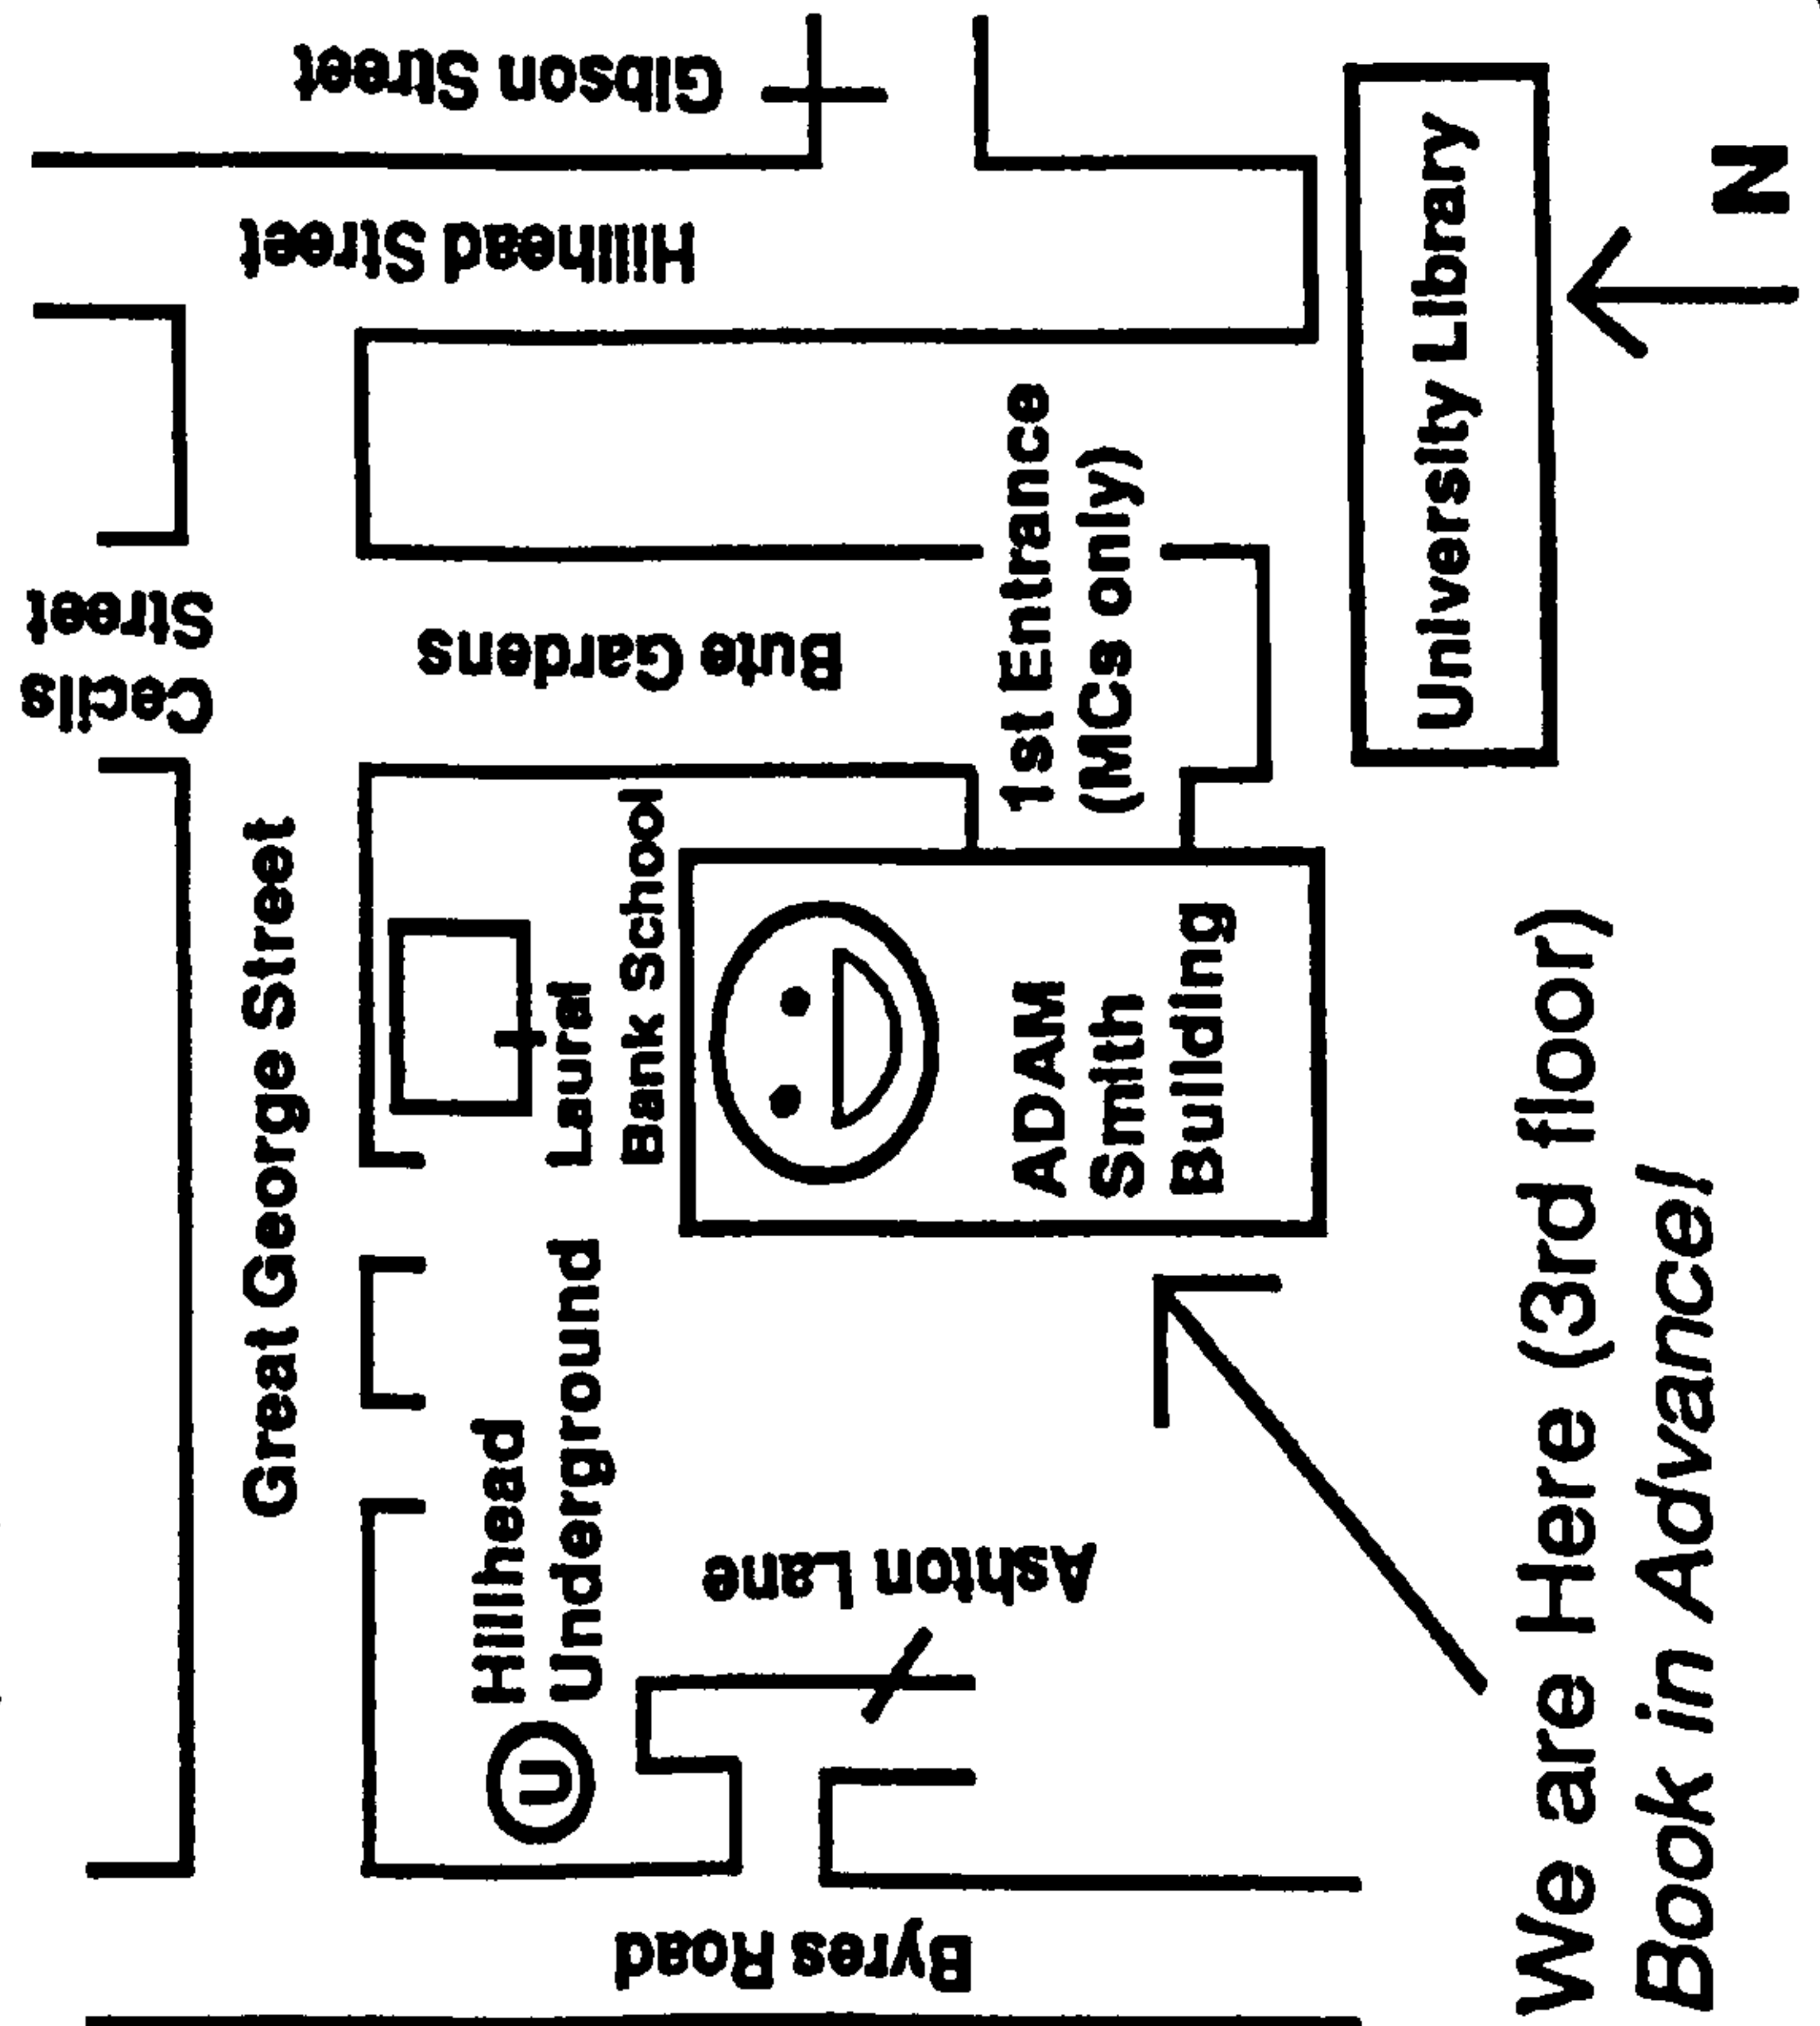 Cecils
Street
Great George Street
Hillhead Street
Gibson Street
Bute Gardens
Hillhead
Underground
U
Laurel
Bank School
Byres Road
Ashton Lane
ADAM
Smith
Building
1st Entrance
(MCs only)
University Library
We are Here (3rd floor)
Book in Advance!
N